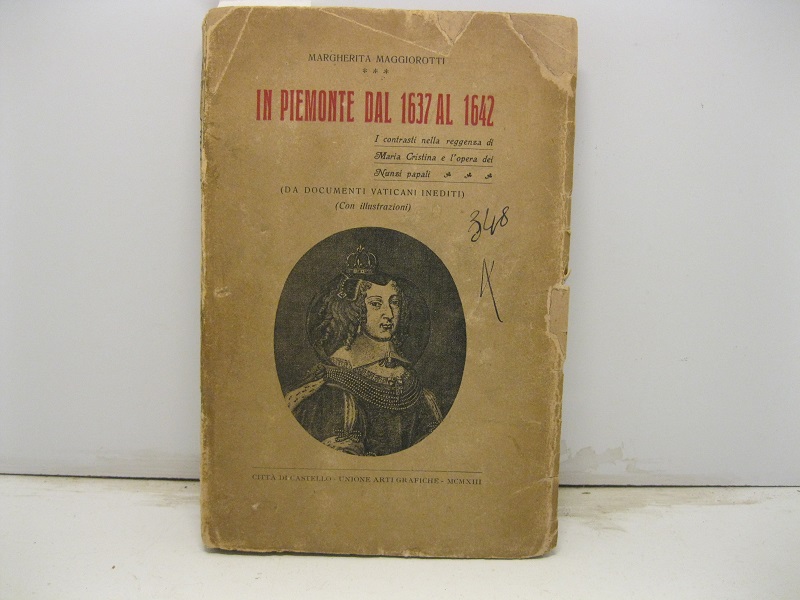 MARGHERITA MAGGIOROTTI
* * *
IN PIEMONTE DAL 1637 AL 1642
I contrasti nella reggenza di
Maria Cristina e l'opera dei
Nunzi papali
(DA DOCUMENTI VATICANI INEDITI)
(Con illustrazioni)
348
CITTÀ DI CASTELLO - UNIONE ARTI GRAFICHE - MCMXIII